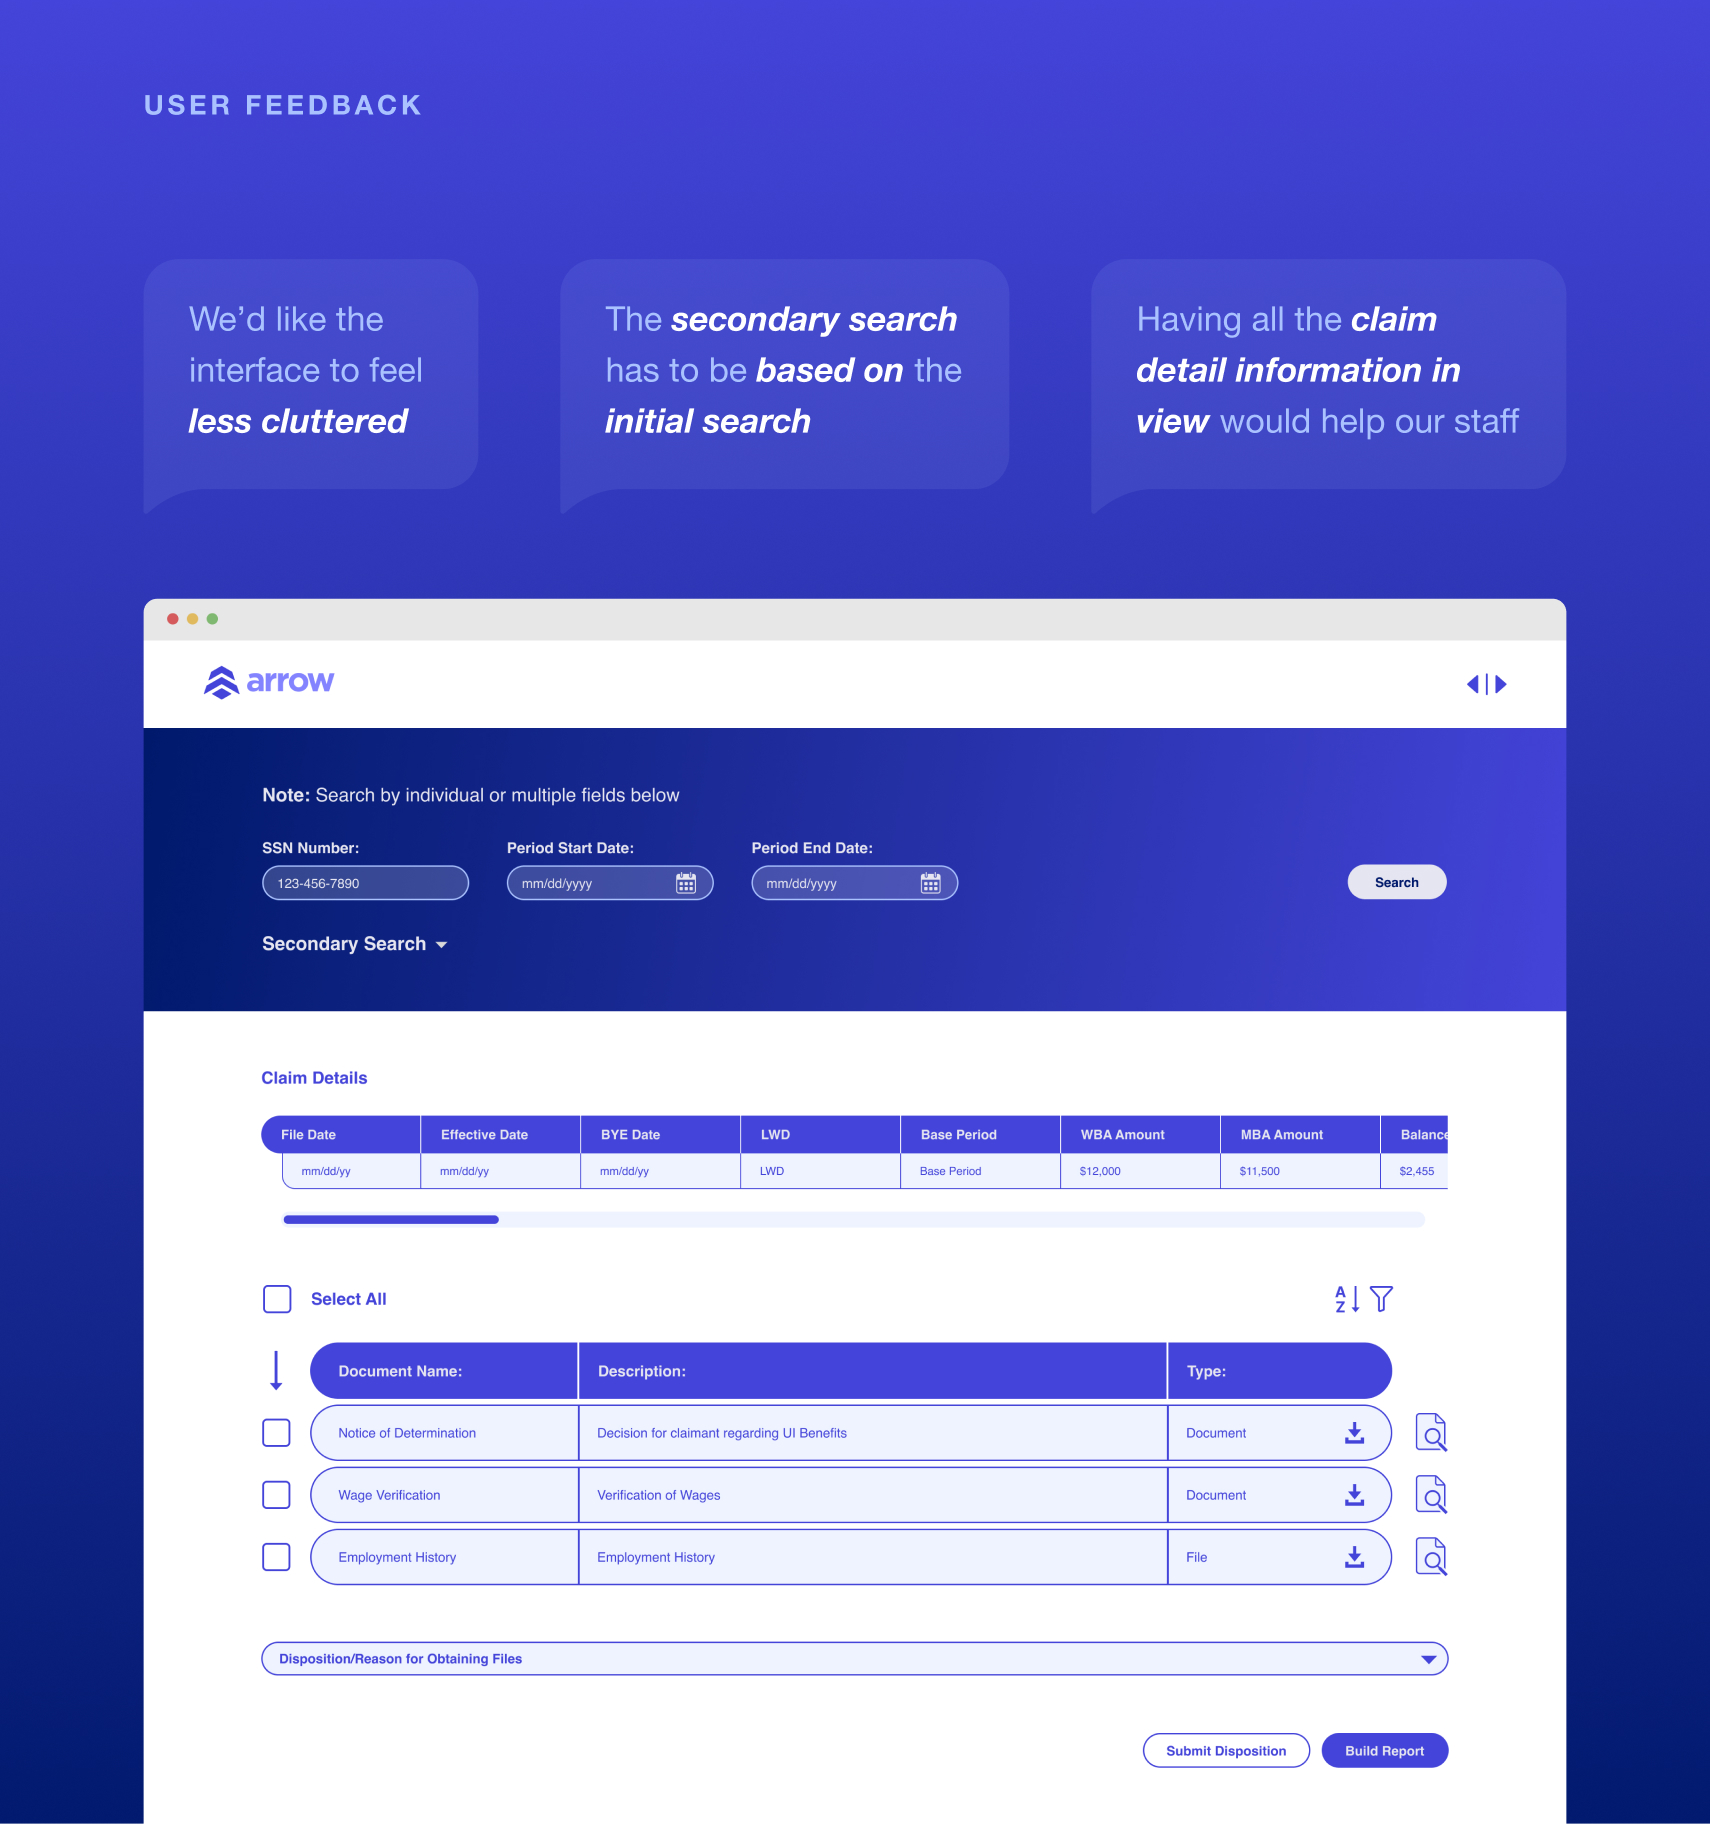 USER FEEDBACK
We’d like the
interface to feel
less cluttered
The secondary search
has to be based on the
initial search
Having all the claim
detail information in
view would help our staff
arrow
Note: Search by individual or multiple fields below
SSN Number:
Period Start Date:
Period End Date:
123-456-7890
mm/dd/yyyy
mm/dd/yyyy
Search
Secondary Search
Claim Details
File Date
Effective Date
BYE Date
LWD
Base Period
WBA Amount
MBA Amount
Balance
mm/dd/yy
mm/dd/yy
mm/dd/yy
LWD
Base Period
$12,000
$11,500
$2,455
Select All
A
Z
Document Name:
Description:
Type:
Notice of Determination
Decision for claimant regarding UI Benefits
Document
Wage Verification
Verification of Wages
Document
Employment History
Employment History
File
Disposition/Reason for Obtaining Files
Submit Disposition
Build Report